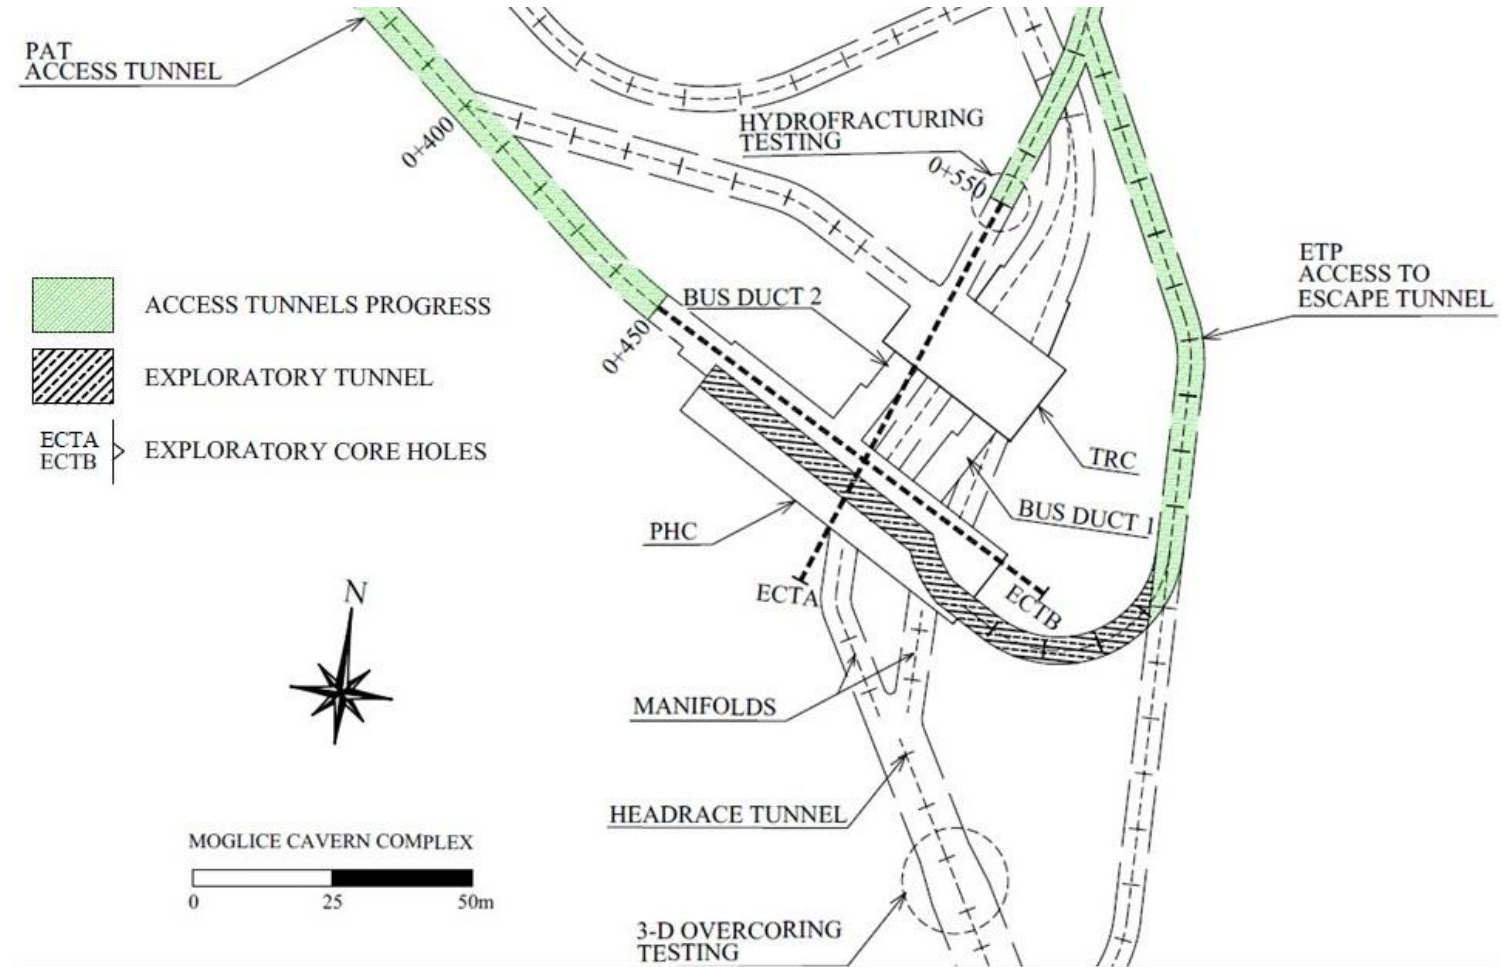 PAT
ACCESS TUNNEL
0+400
HYDROFRACTURING
TESTING
0+550
ETP
ACCESS TO
ESCAPE TUNNEL
ACCESS TUNNELS PROGRESS
BUS DUCT 2
0+450
EXPLORATORY TUNNEL
ECTA
ECTB
EXPLORATORY CORE HOLES
TRC
BUS DUCT 1
PHC
ECTA
ECTB
N
MANIFOLDS
HEADRACE TUNNEL
MOGLICE CAVERN COMPLEX
0 25 50m
3-D OVERCORING
TESTING